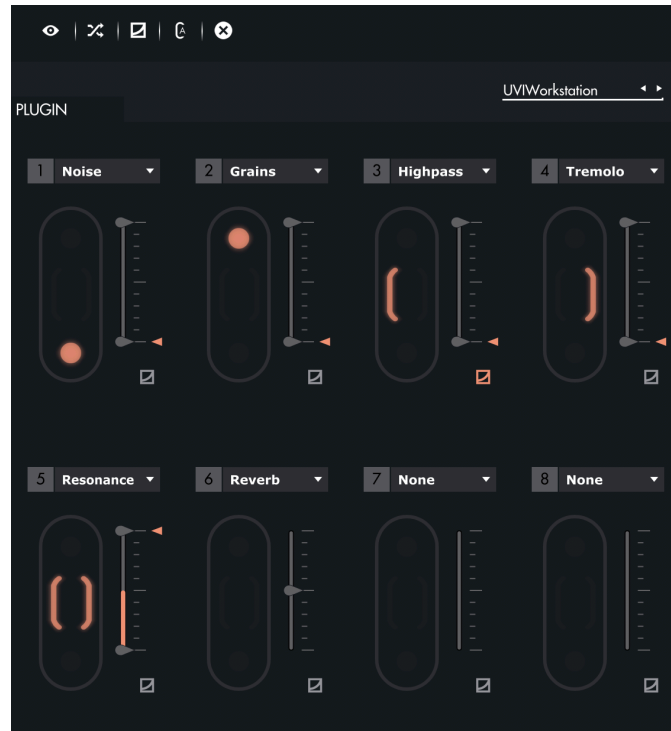 A
UVIWorkstation
PLUGIN
1 Noise
2 Grains
3 Highpass
4 Tremolo
5 Resonance
6 Reverb
7 None
8 None